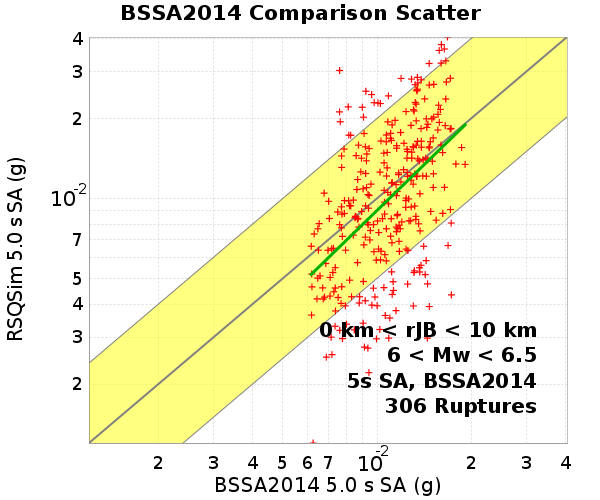 BSSA2014 Comparison Scatter
4
3
2
10-2
7
5
4
3
2
RSQSim 5.0 s SA (g)
0 km < rJB < 10 km
6 < Mw < 6.5
5s SA, BSSA2014
306 Ruptures
2 3 4 5 6 7 10-2 2 3 4
BSSA2014 5.0 s SA (g)